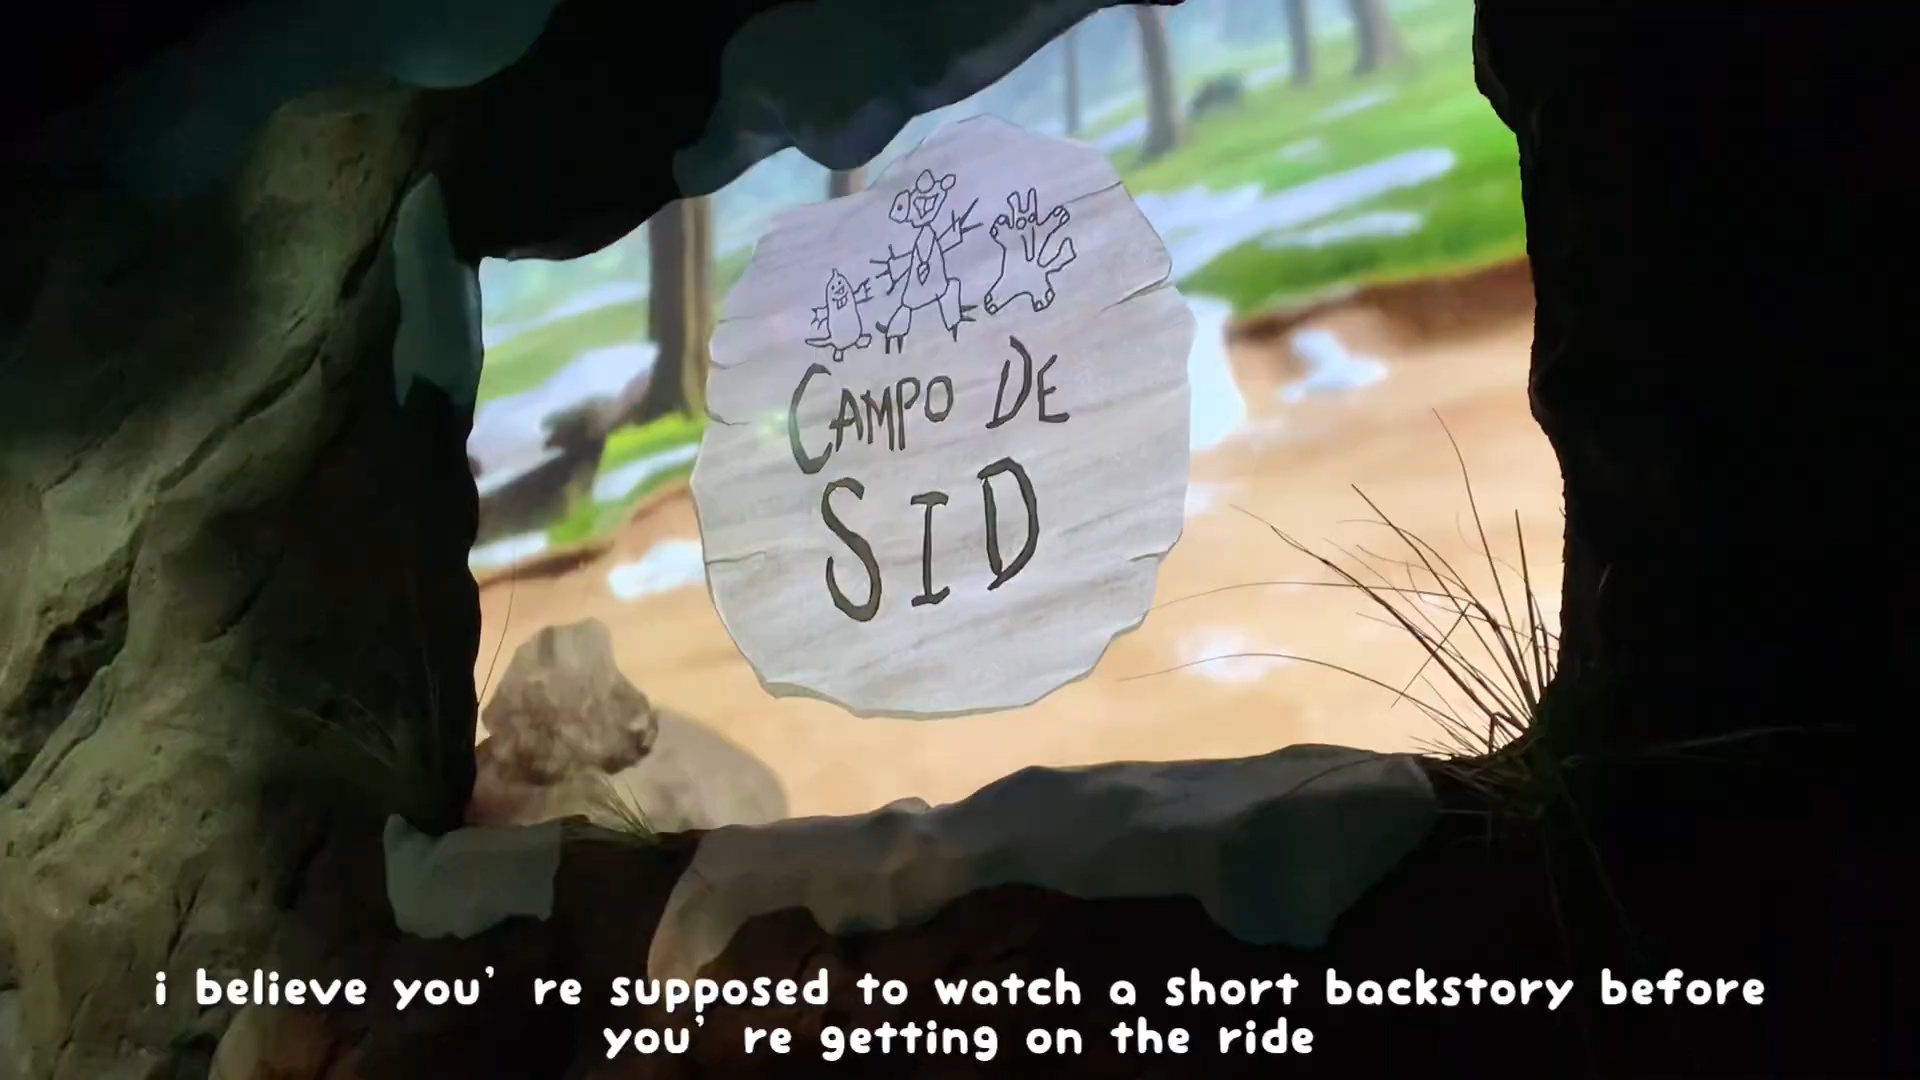 CAMPO DE
SID
i believe you're supposed to watch a short backstory before
you're getting on the ride